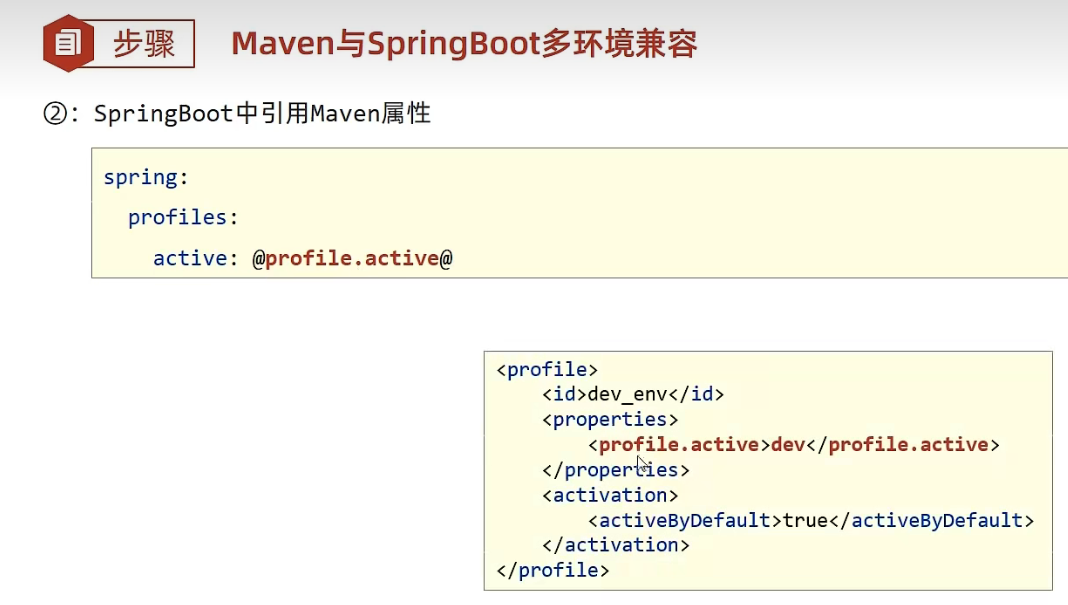 步骤 Maven与SpringBoot多环境兼容
②：SpringBoot中引用Maven属性
spring:
  profiles:
    active: @profile.active@
<profile>
    <id>dev_env</id>
    <properties>
        <profile.active>dev</profile.active>
    </properties>
    <activation>
        <activeByDefault>true</activeByDefault>
    </activation>
</profile>